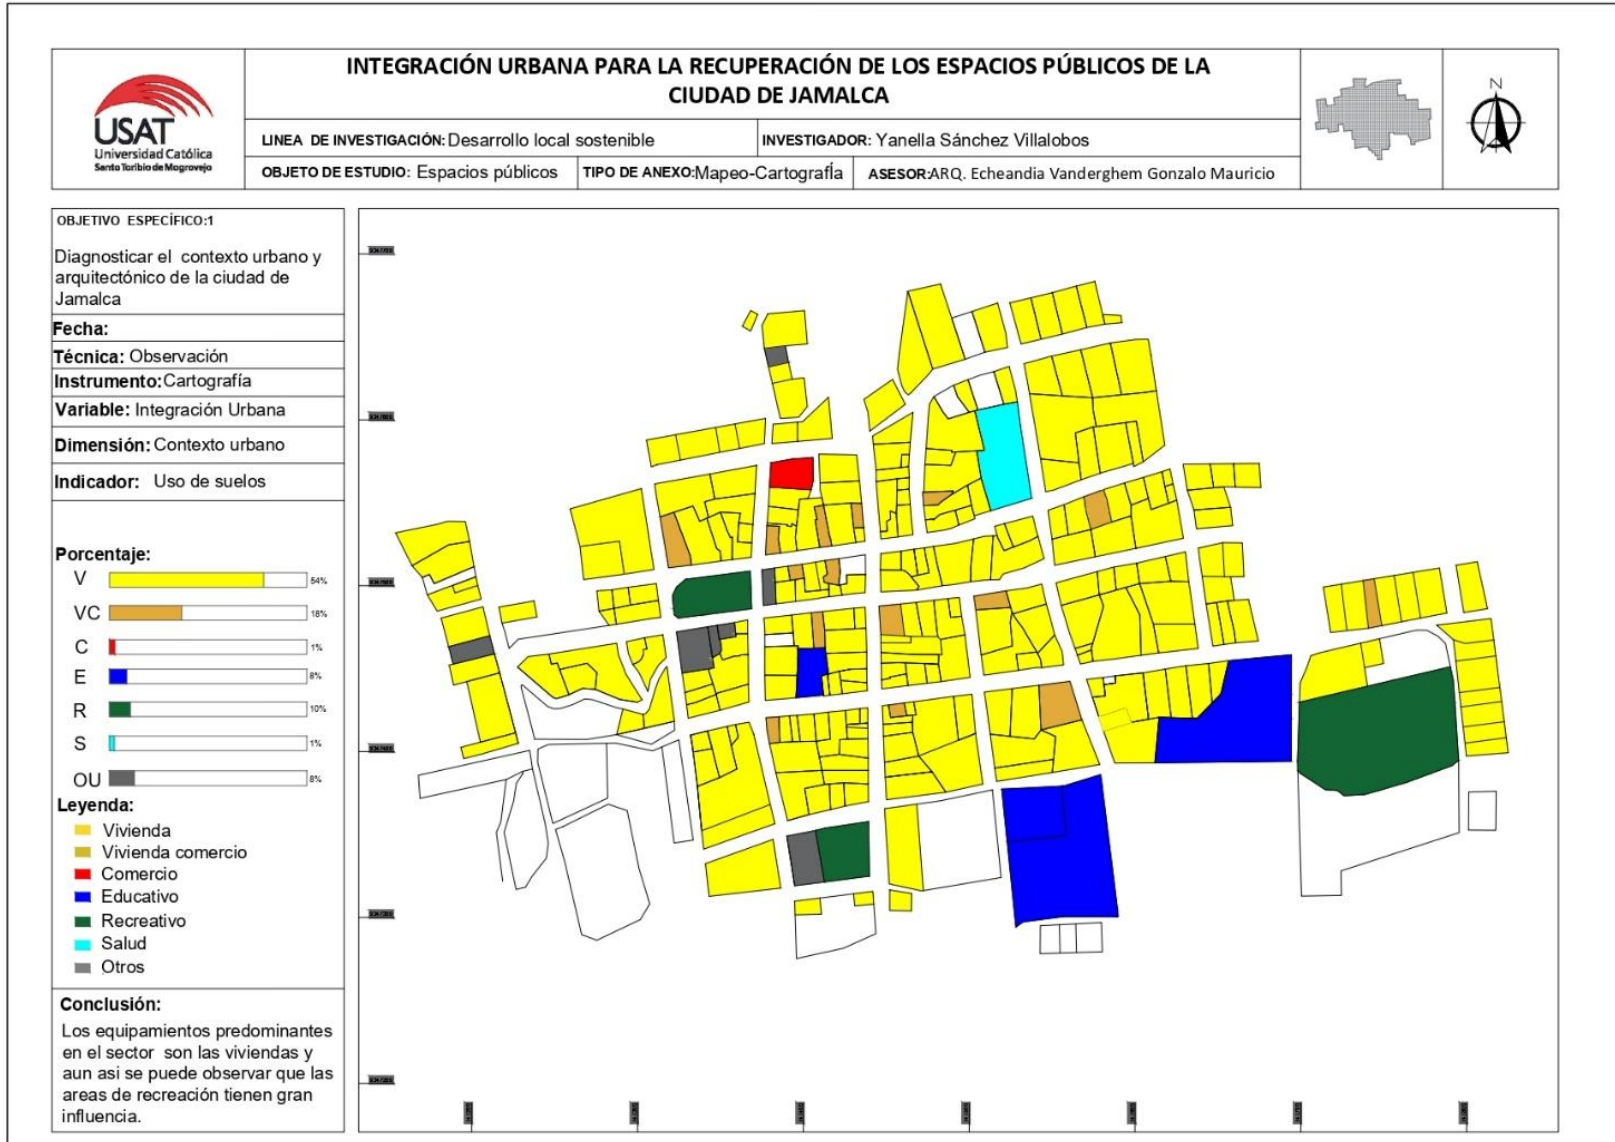 USAT
Universidad Católica
Santo Toribio de Mogrovejo
INTEGRACIÓN URBANA PARA LA RECUPERACIÓN DE LOS ESPACIOS PÚBLICOS DE LA
CIUDAD DE JAMALCA
LINEA DE INVESTIGACIÓN: Desarrollo local sostenible
INVESTIGADOR: Yanella Sánchez Villalobos
OBJETO DE ESTUDIO: Espacios públicos
TIPO DE ANEXO:Mapeo-Cartografía
ASESOR:ARQ. Echeandia Vanderghem Gonzalo Mauricio
N
OBJETIVO ESPECÍFICO:1
Diagnosticar el contexto urbano y
arquitectónico de la ciudad de
Jamalca
Fecha:
Técnica: Observación
Instrumento:Cartografía
Variable: Integración Urbana
Dimensión: Contexto urbano
Indicador: Uso de suelos
Porcentaje:
V 54%
VC 18%
C 1%
E 8%
R 10%
S 1%
OU 8%
Leyenda:
Vivienda
Vivienda comercio
Comercio
Educativo
Recreativo
Salud
Otros
Conclusión:
Los equipamientos predominantes
en el sector son las viviendas y
aun asi se puede observar que las
areas de recreación tienen gran
influencia.